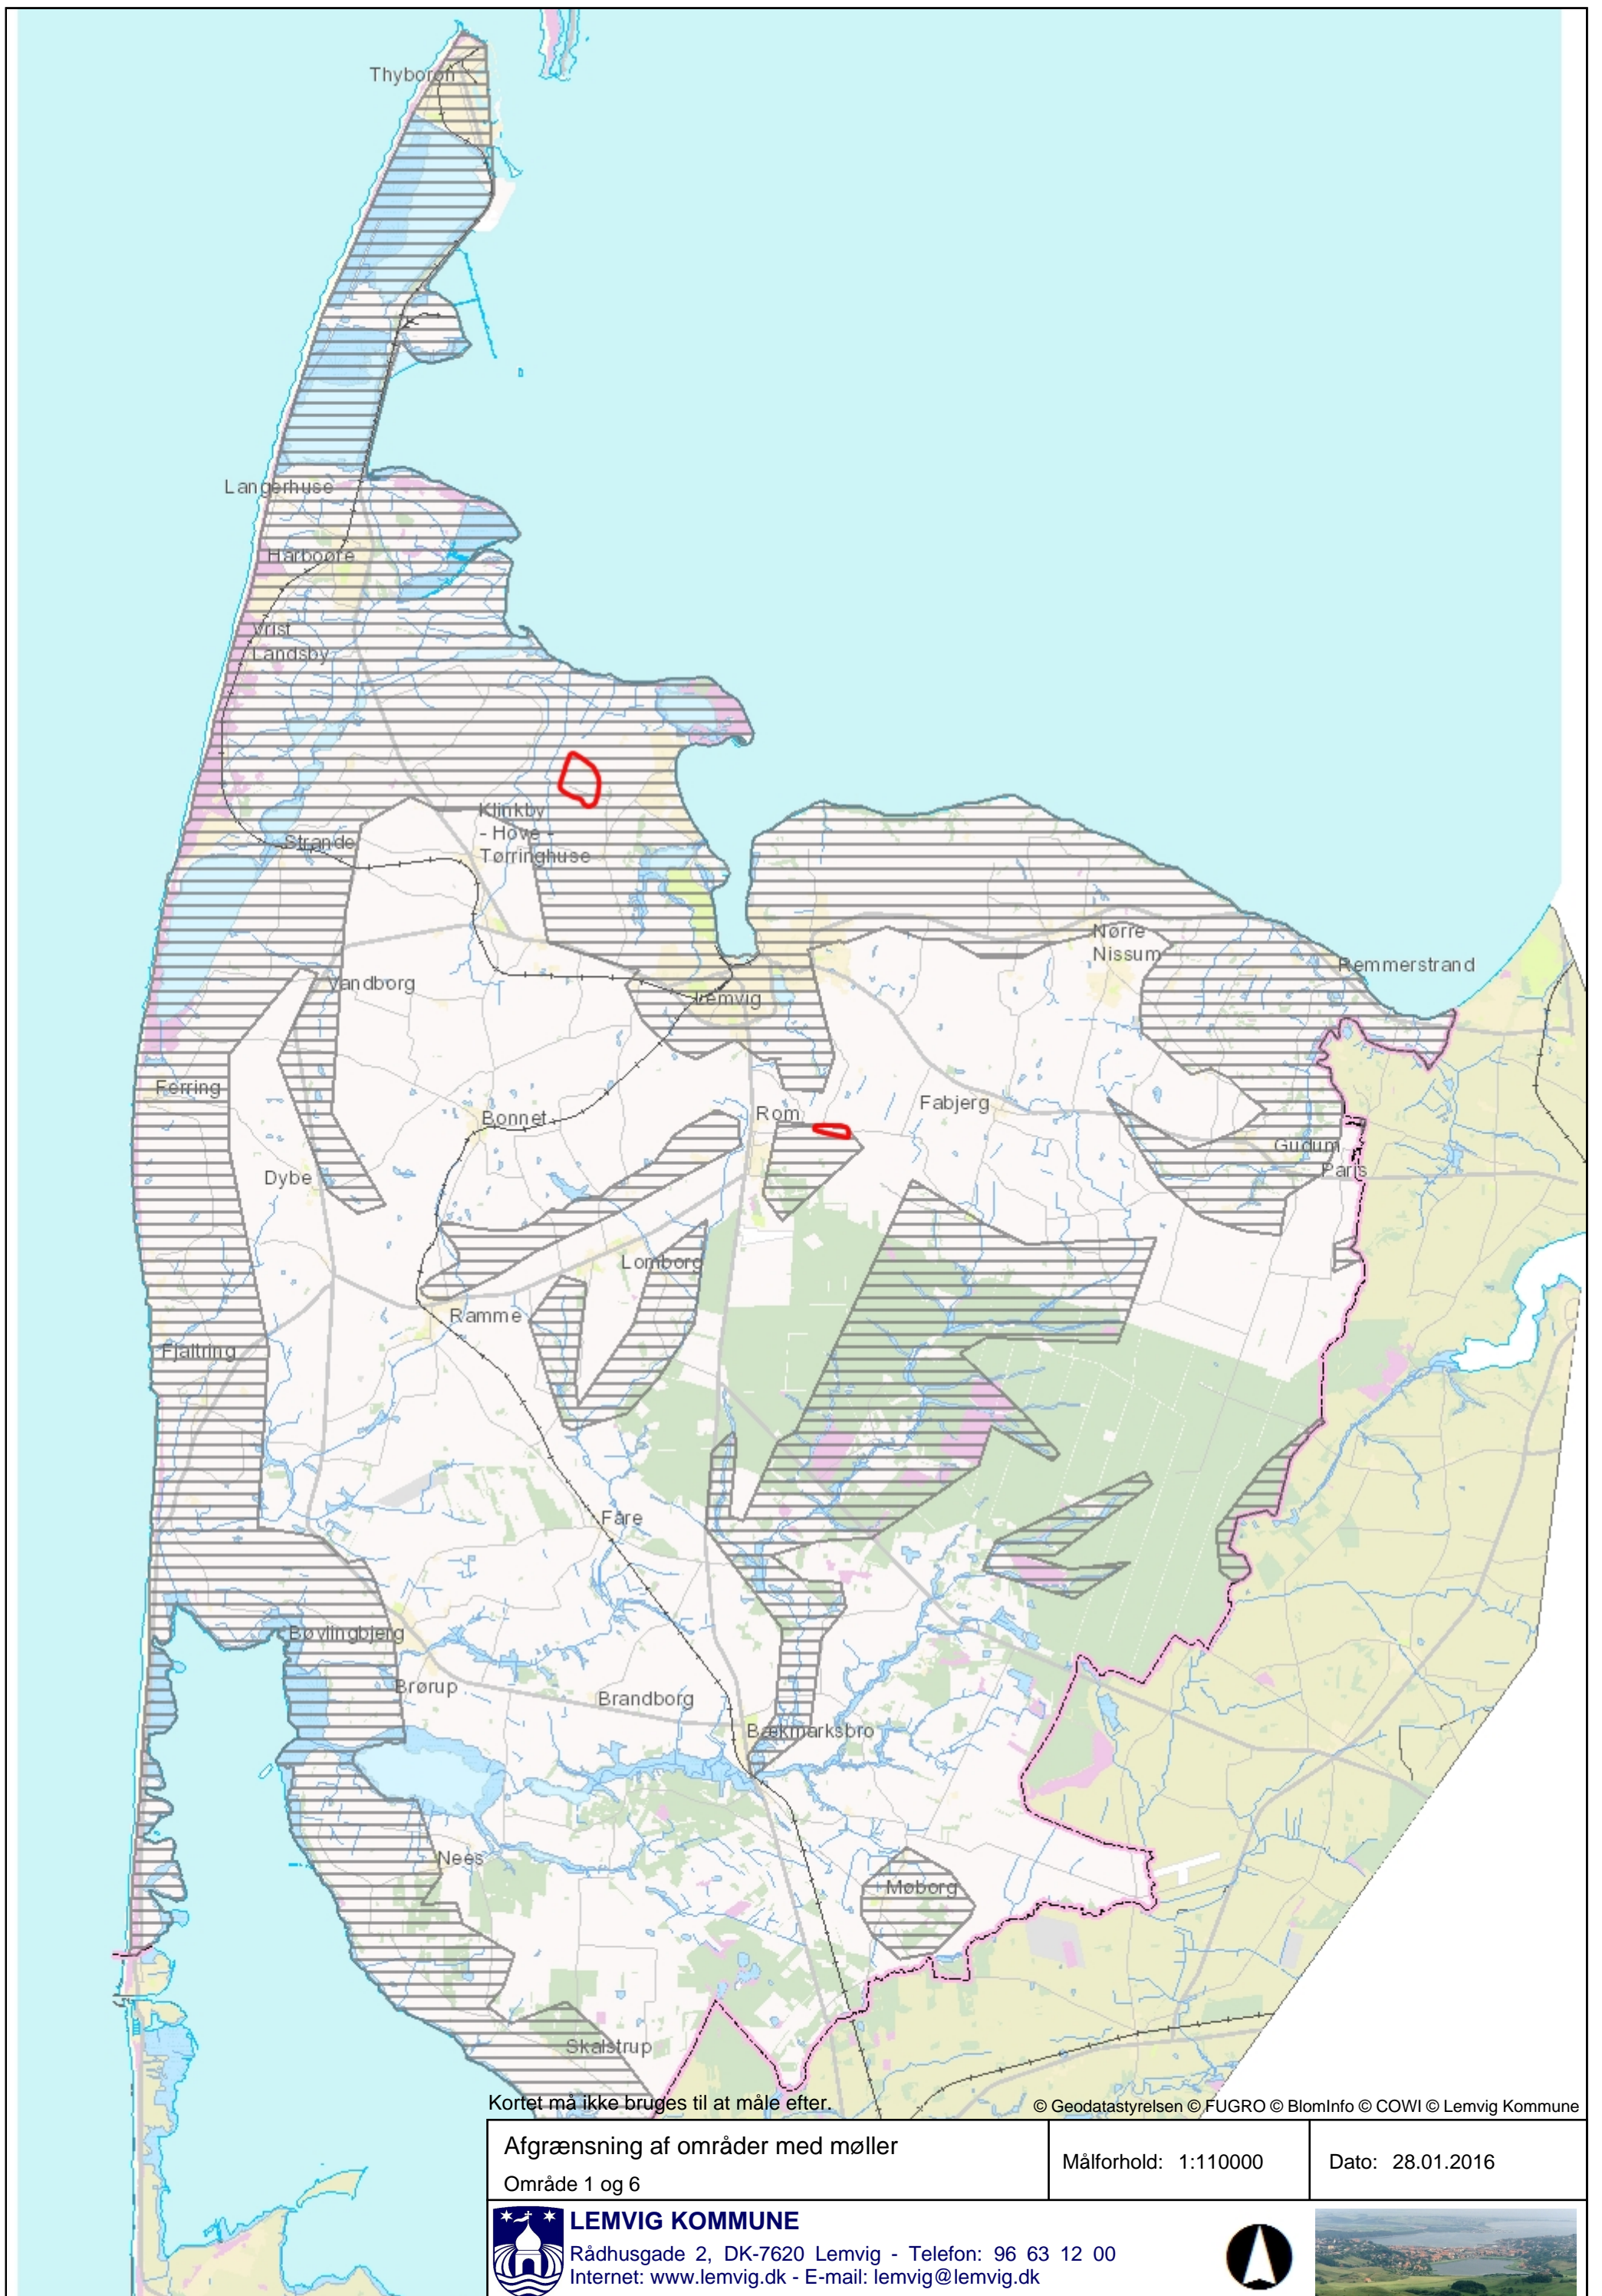 Thyborøn
Langerhuse
Harboøre
Vrist
Landsby
Klinkby
- Hove -
Tørringhuse
Strande
Nørre
Nissum
Remmerstrand
Vandborg
Lemvig
Ferring
Bonnet
Rom
Fabjerg
Gudum
Paris
Dybe
Lomborg
Ramme
Fjaltring
Fare
Bøvlingbjerg
Brørup
Brandborg
Bækmarksbro
Nees
Møborg
Skalstrup
Kortet må ikke bruges til at måle efter.
© Geodatastyrelsen © FUGRO © BlomInfo © COWI © Lemvig Kommune
Afgrænsning af områder med møller
Område 1 og 6
Målforhold: 1:110000
Dato: 28.01.2016
LEMVIG KOMMUNE
Rådhusgade 2, DK-7620 Lemvig - Telefon: 96 63 12 00
Internet: www.lemvig.dk - E-mail: lemvig@lemvig.dk